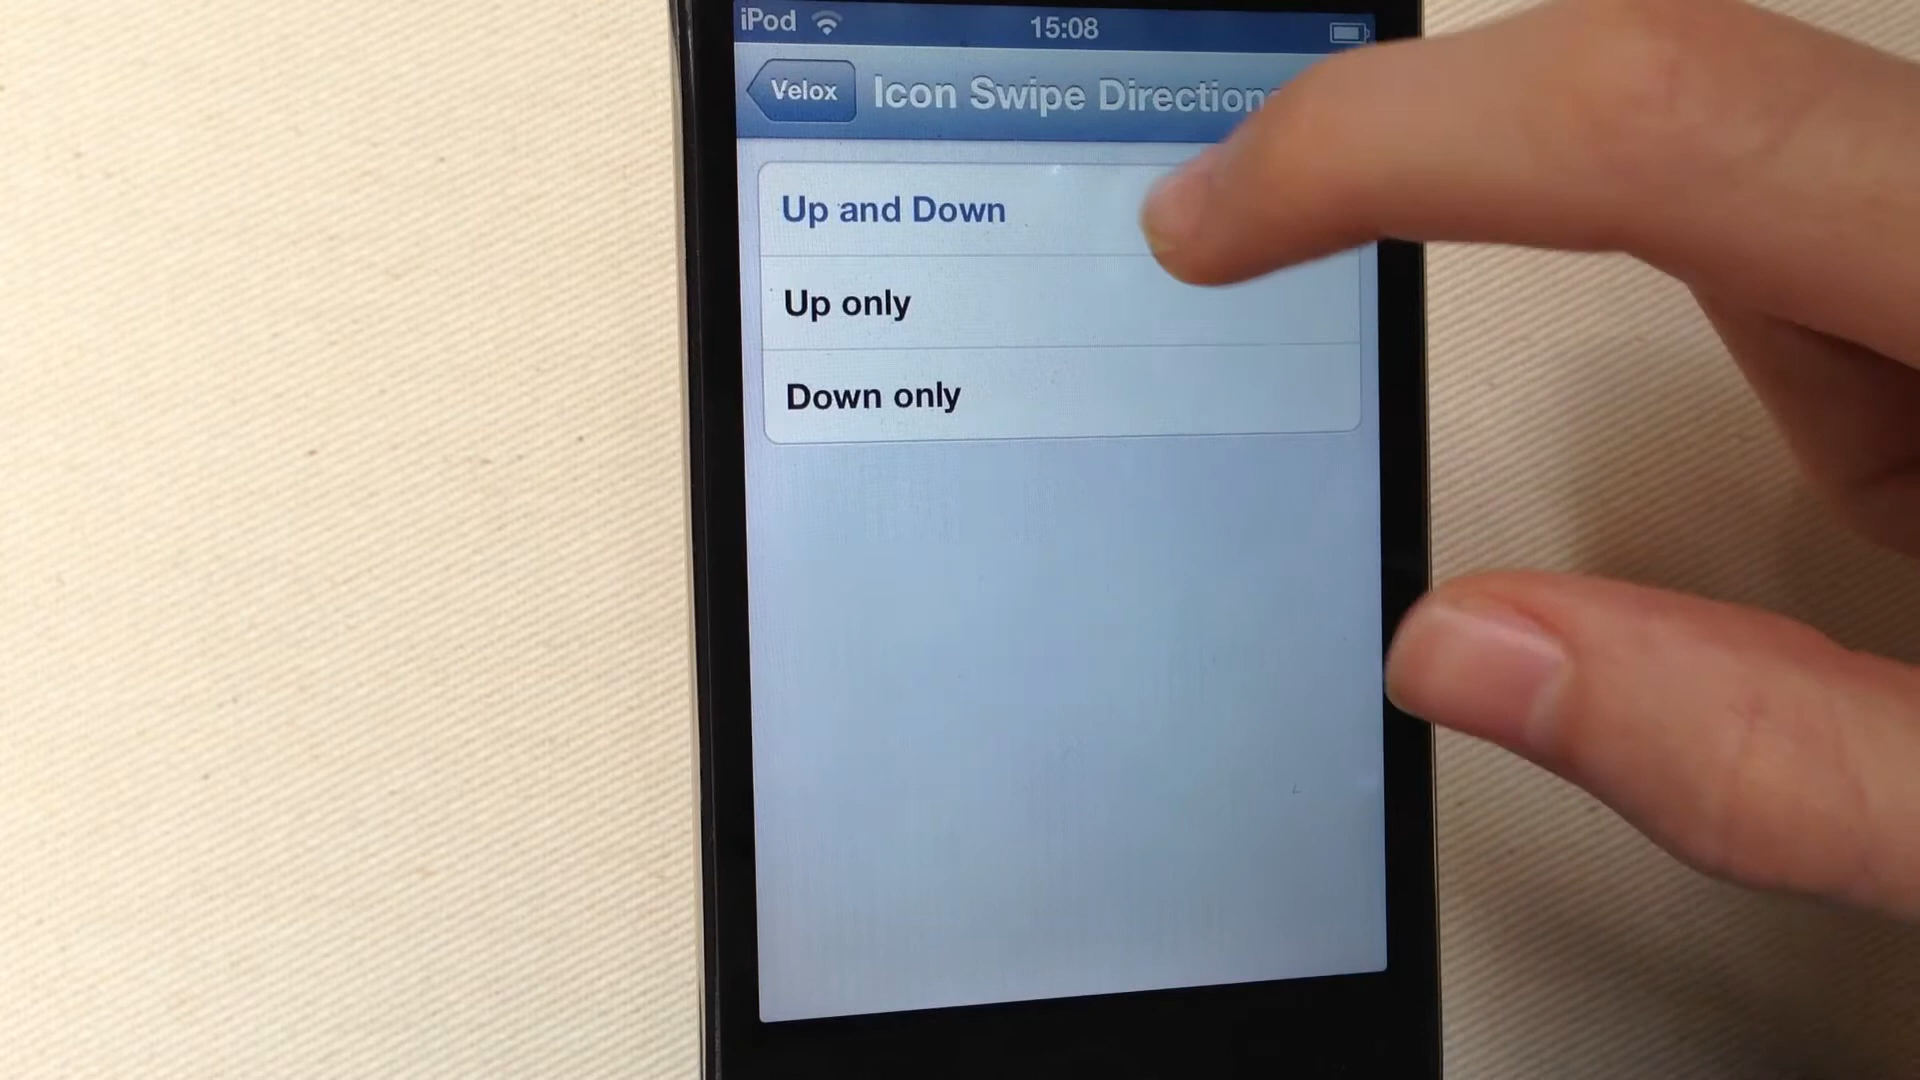 iPod 15:08
Velox Icon Swipe Direction
Up and Down
Up only
Down only